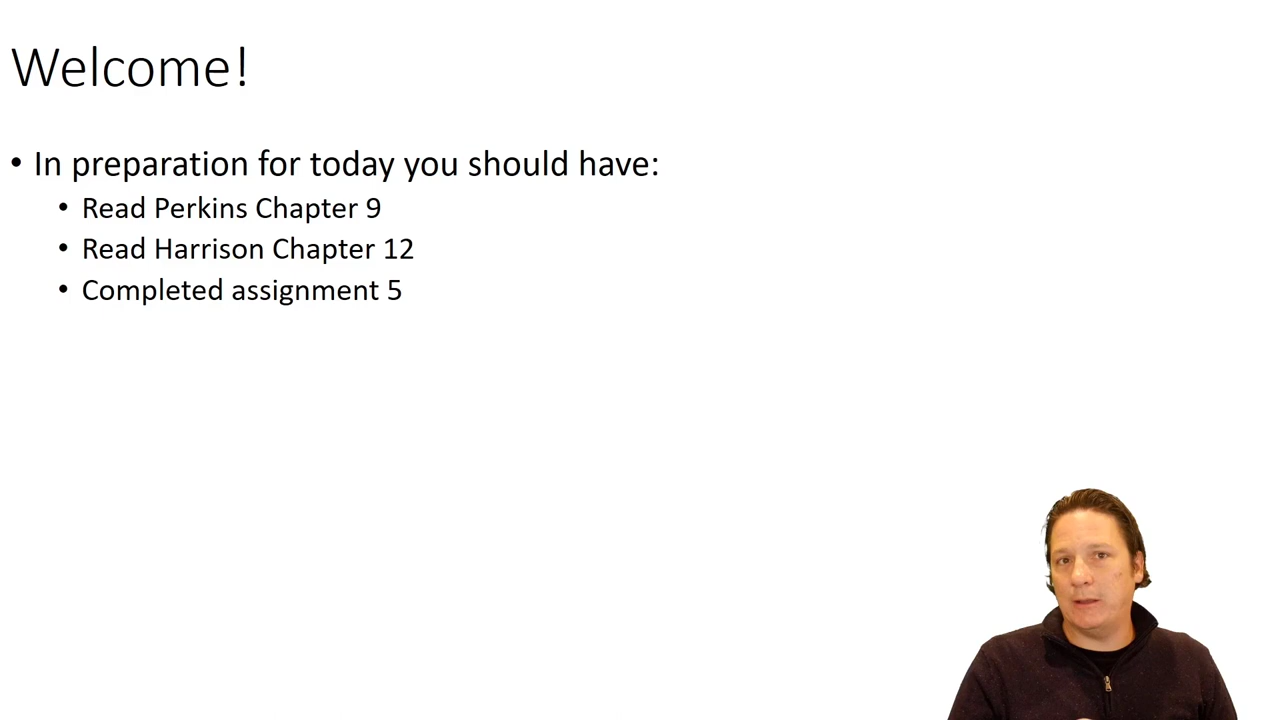 Welcome!
• In preparation for today you should have:
• Read Perkins Chapter 9
• Read Harrison Chapter 12
• Completed assignment 5